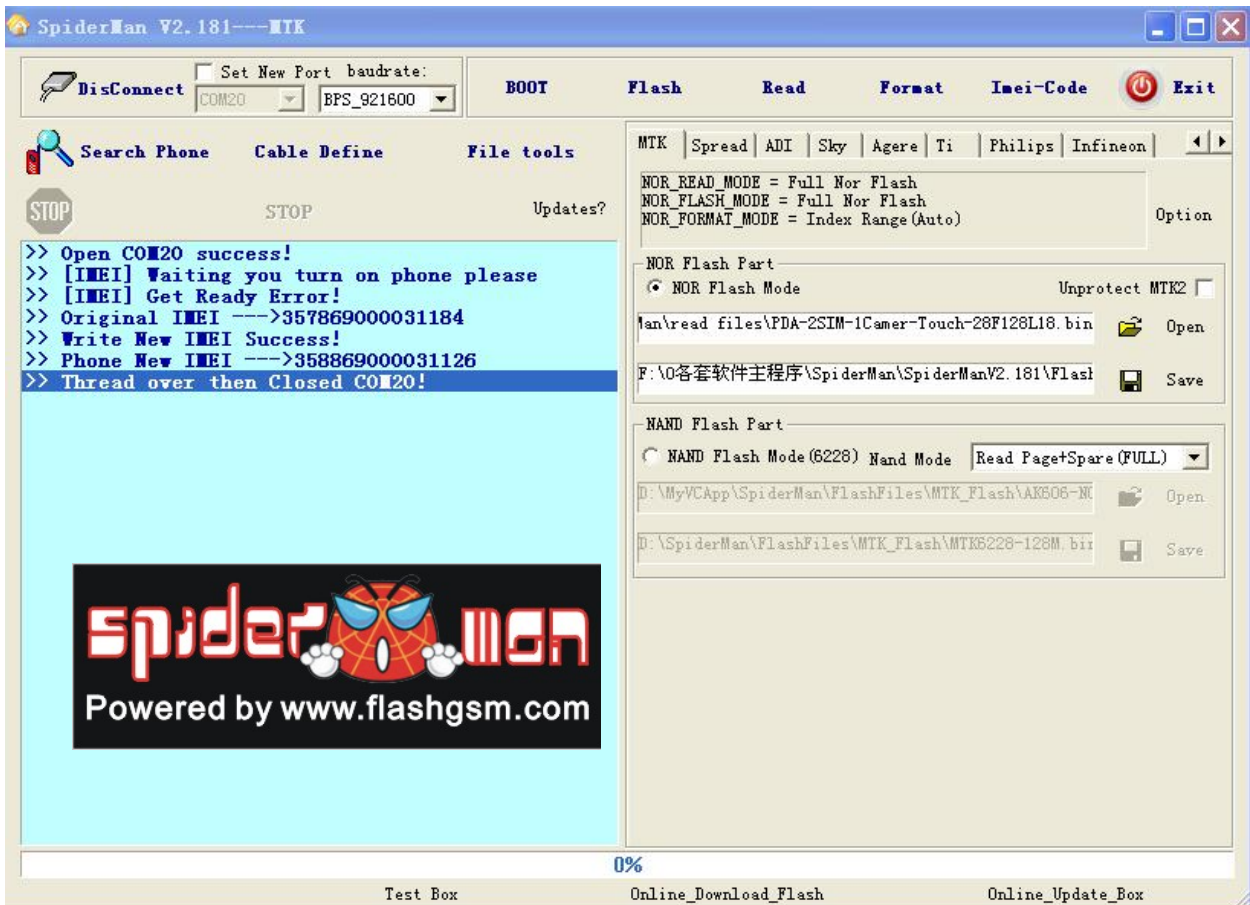 SpiderMan V2.181---MTK
DisConnect
Set New Port baudrate:
COM20
BPS_921600
BOOT
Flash
Read
Format
Imei-Code
Exit
Search Phone
Cable Define
File tools
STOP
STOP
Updates?
>> Open COM20 success!
>> [IMEI] Waiting you turn on phone please
>> [IMEI] Get Ready Error!
>> Original IMEI --->357869000031184
>> Write New IMEI Success!
>> Phone New IMEI --->358869000031126
>> Thread over then Closed COM20!
spider man
Powered by www.flashgsm.com
MTK Spread ADI Sky Agere Ti Philips Infineon
NOR_READ_MODE = Full Nor Flash
NOR_FLASH_MODE = Full Nor Flash
NOR_FORMAT_MODE = Index Range(Auto)
Option
NOR Flash Part
NOR Flash Mode
Unprotect MTK2
Man\read files\PDA-2SIM-1Camer-Touch-28F128L18.bin
Open
F:\0各套软件主程序\SpiderMan\SpiderManV2.181\Flash
Save
NAND Flash Part
NAND Flash Mode(6228) Nand Mode
Read Page+Spare(FULL)
D:\MyVCApp\SpiderMan\FlashFiles\MTK_Flash\AK606-NO
Open
D:\SpiderMan\FlashFiles\MTK_Flash\MTK6228-128M.bin
Save
0%
Test Box
Online_Download_Flash
Online_Update_Box